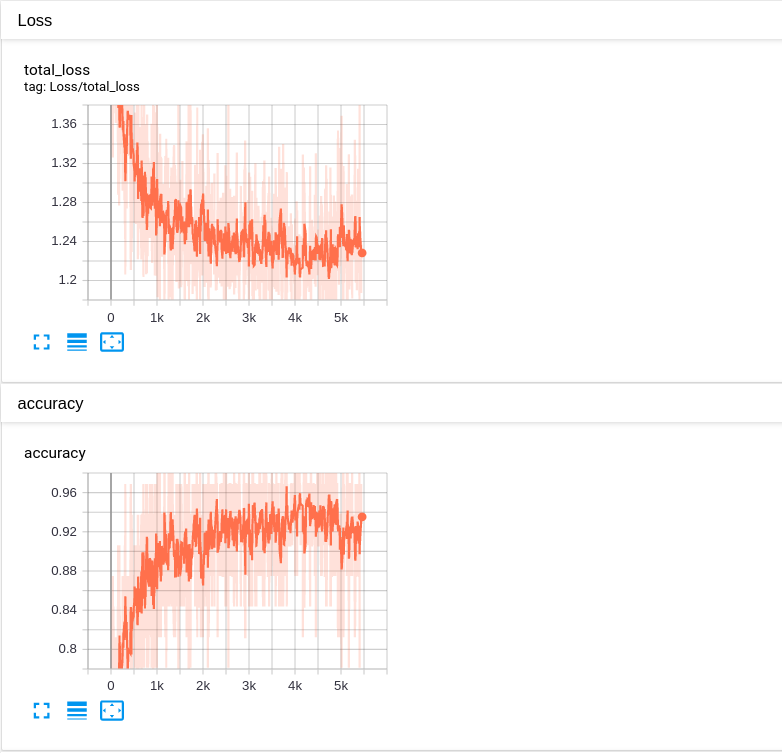 Loss
total_loss
tag: Loss/total_loss
1.36
1.32
1.28
1.24
1.2
0 1k 2k 3k 4k 5k
accuracy
accuracy
0.96
0.92
0.88
0.84
0.8
0 1k 2k 3k 4k 5k